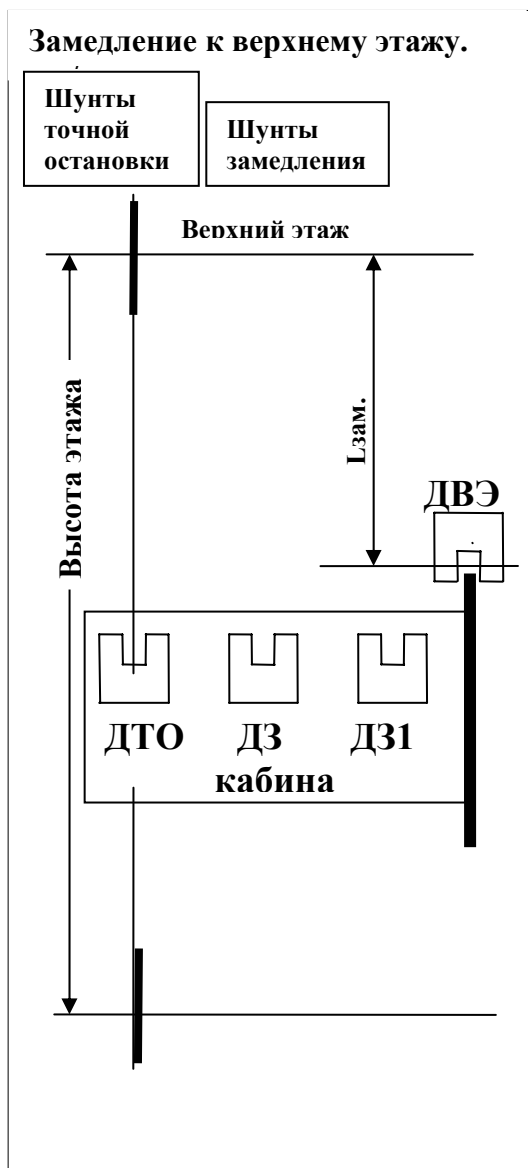 Замедление к верхнему этажу.
Шунты
точной
остановки
Шунты
замедления
Верхний этаж
Высота этажа
Lзам.
ДВЭ
ДТО
ДЗ
ДЗ1
кабина